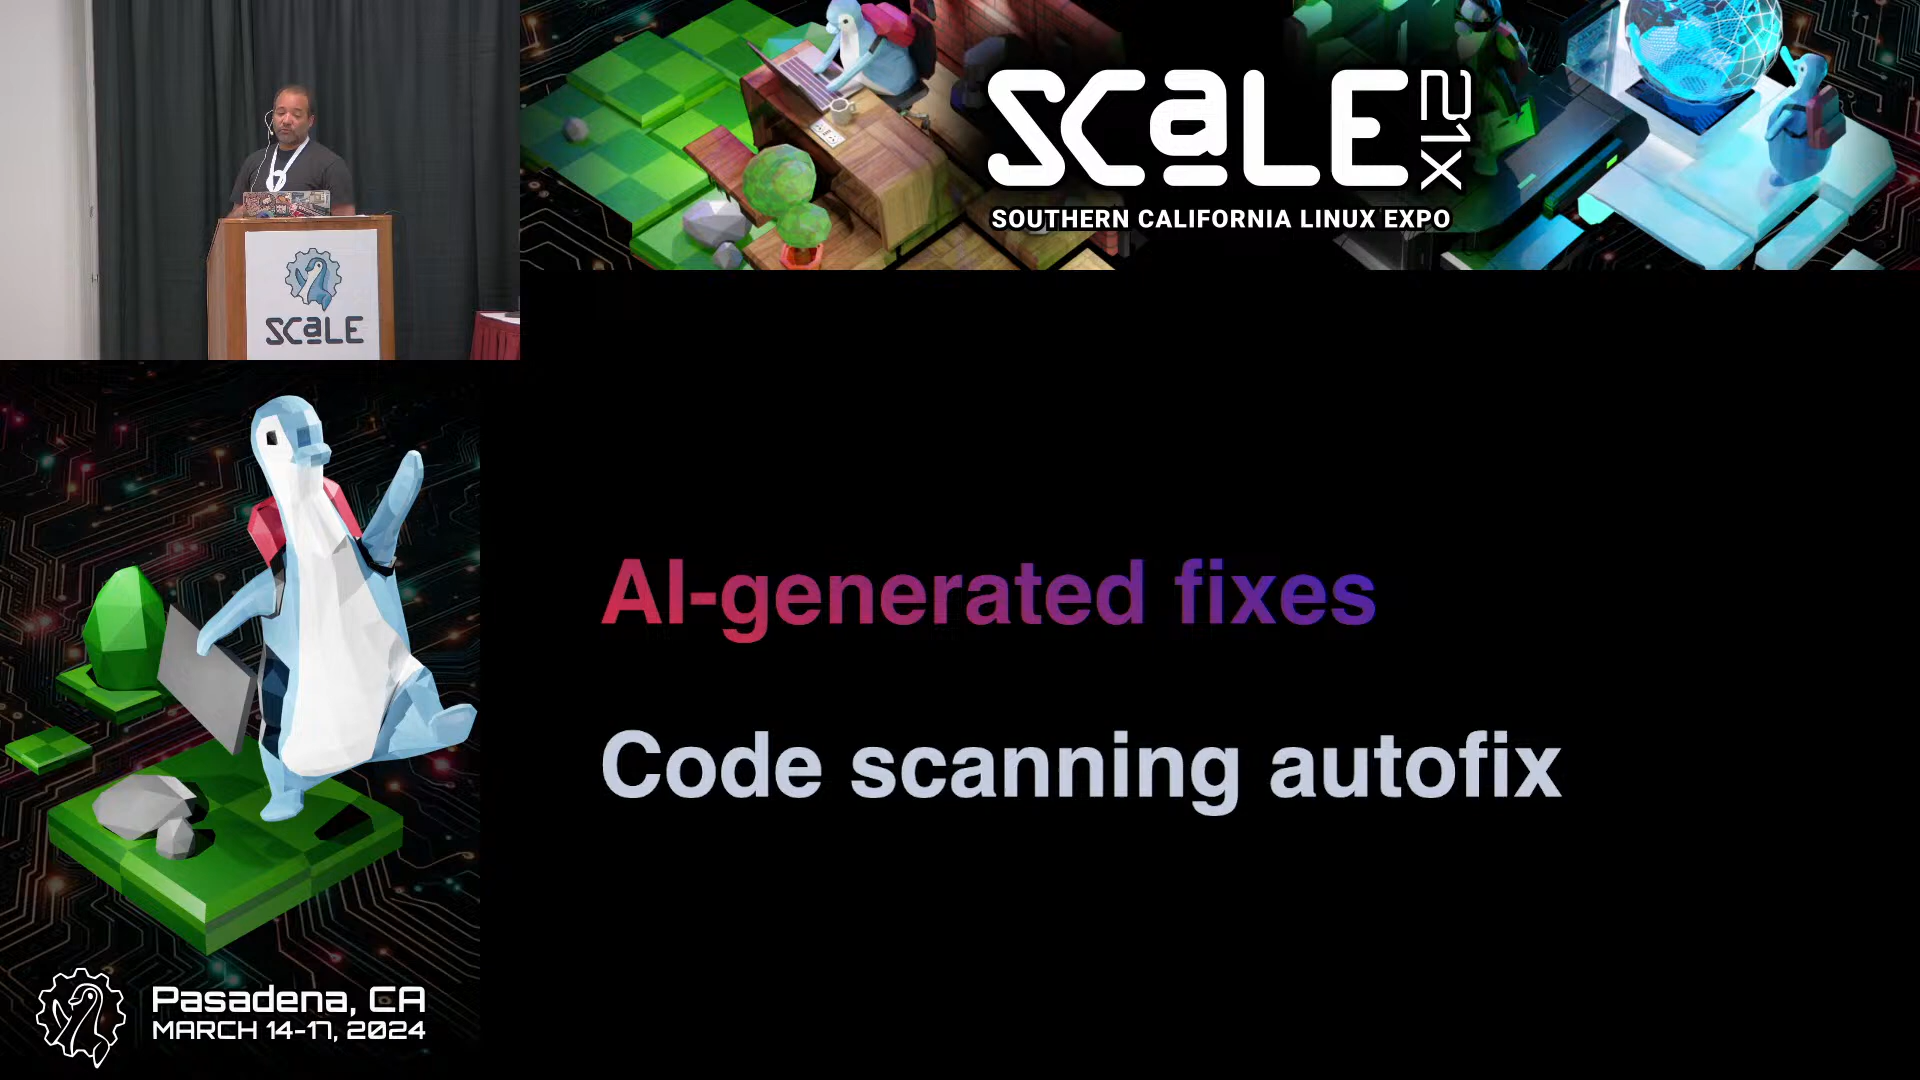 SCaLE 21X
SOUTHERN CALIFORNIA LINUX EXPO
SCaLE
AI-generated fixes
Code scanning autofix
Pasadena, CA
MARCH 14-17, 2024